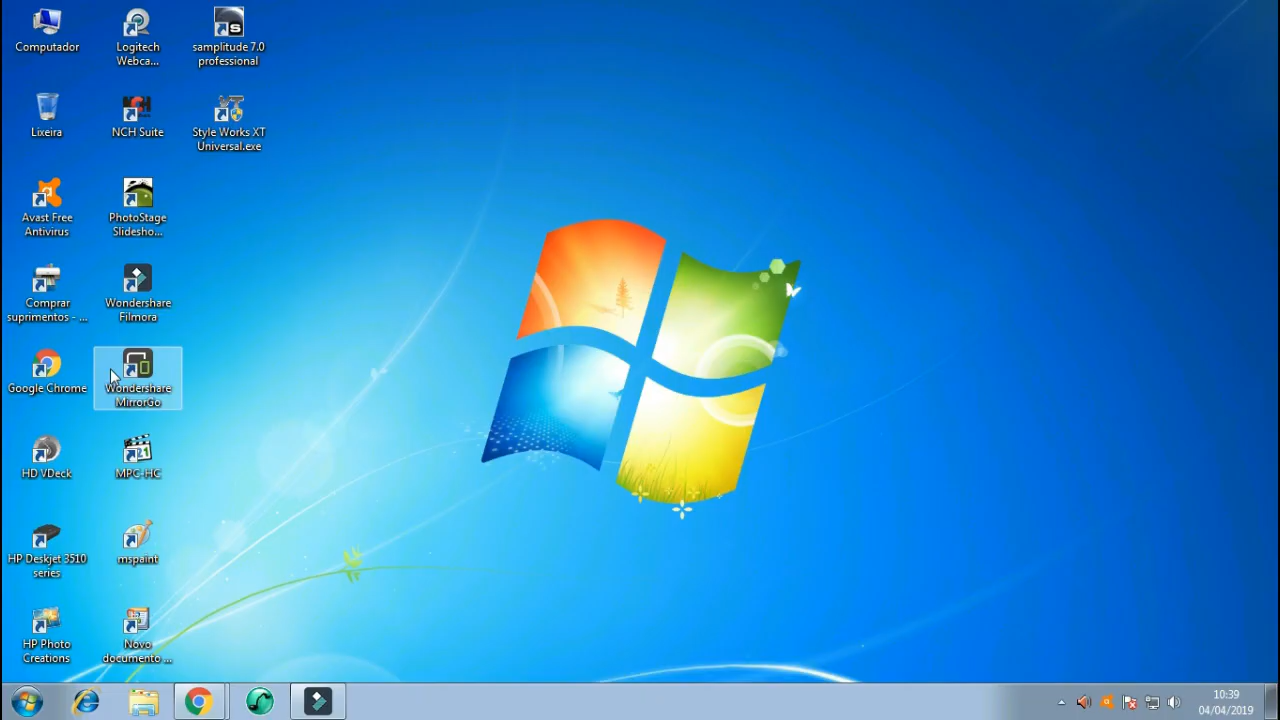 Computador
Logitech
Webca...
samplitude 7.0
professional
Lixeira
NCH Suite
Style Works XT
Universal.exe
Avast Free
Antivirus
PhotoStage
Slidesho...
Comprar
suprimentos - ...
Wondershare
Filmora
Google Chrome
Wondershare
MirrorGo
HD VDeck
MPC-HC
HP Deskjet 3510
series
mspaint
HP Photo
Creations
Novo
documento ...
10:39
04/04/2019